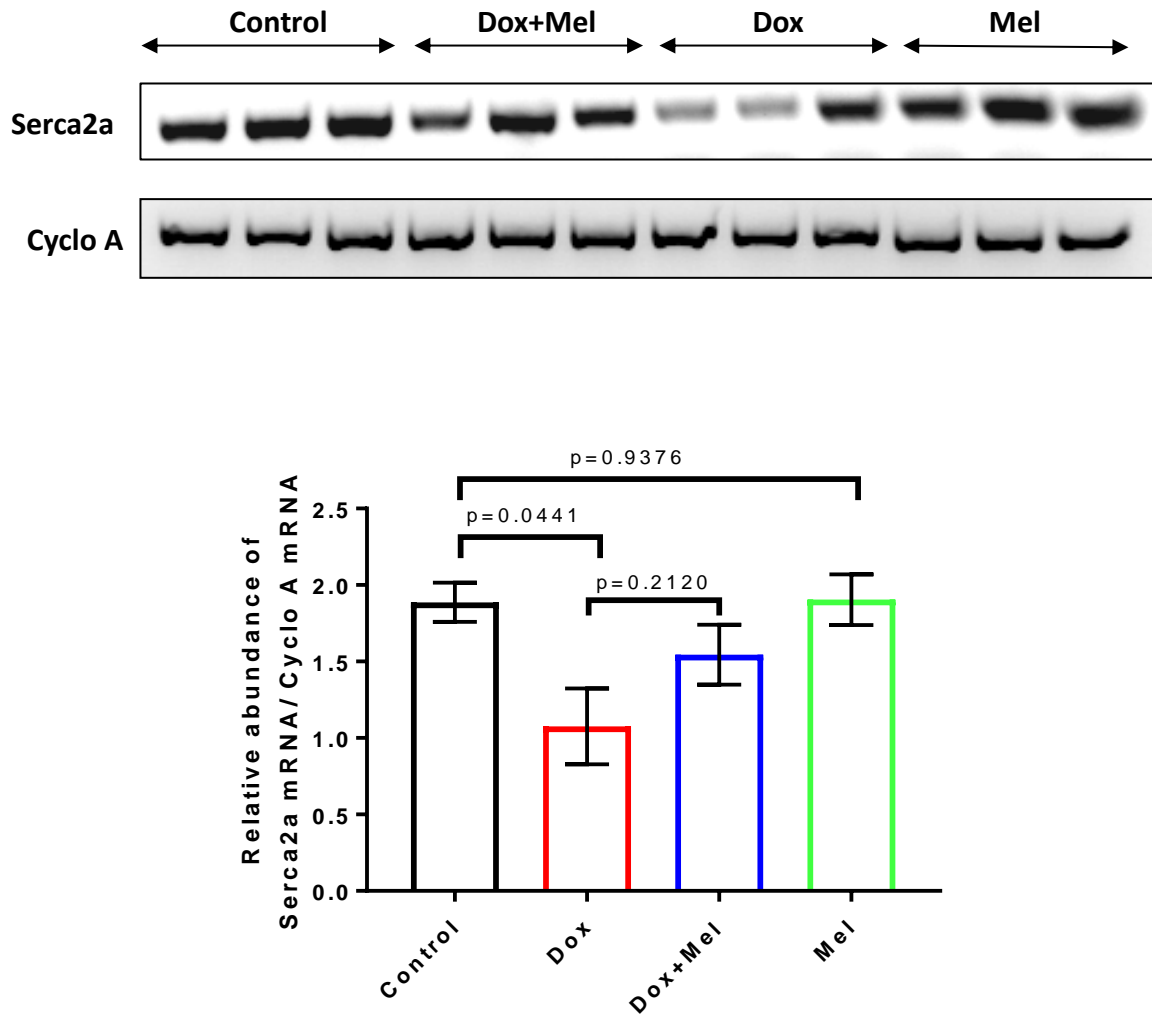 Control Dox+Mel Dox Mel
Serca2a
Cyclo A
p=0.9376
p=0.0441
p=0.2120
Relative abundance of
Serca2a mRNA/Cyclo A mRNA
2.5
2.0
1.5
1.0
0.5
0.0
Control Dox Dox+Mel Mel